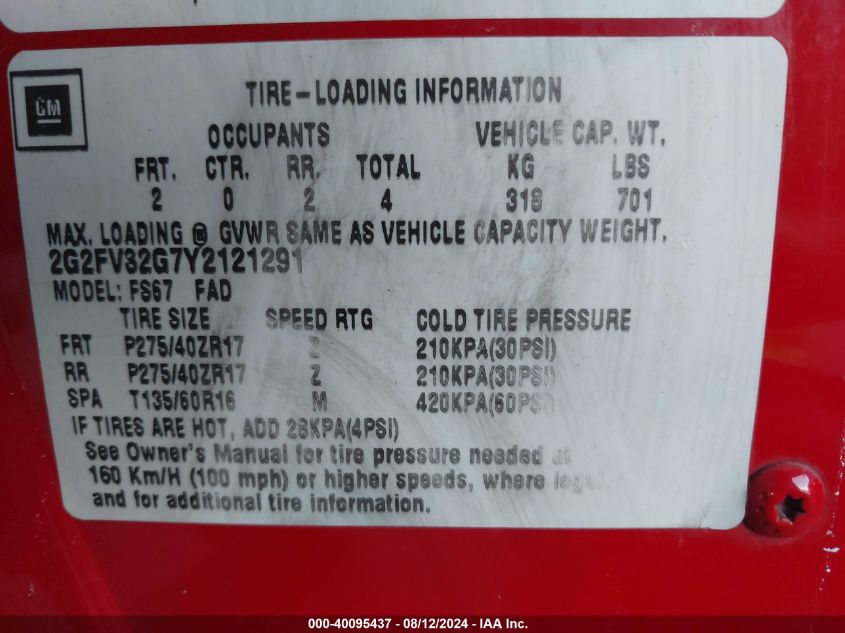 GM
TIRE-LOADING INFORMATION
OCCUPANTS VEHICLE CAP. WT.
FRT. CTR. RR. TOTAL KG LBS
2 0 2 4 318 701
MAX. LOADING @ GVWR SAME AS VEHICLE CAPACITY WEIGHT.
2G2FV32G7Y2121291
MODEL: FS67 FAD
TIRE SIZE SPEED RTG COLD TIRE PRESSURE
FRT P275/40ZR17 Z 210KPA(30PSI)
RR P275/40ZR17 Z 210KPA(30PSI)
SPA T135/60R16 M 420KPA(60PSI)
IF TIRES ARE HOT, ADD 28KPA(4PSI)
See Owner's Manual for tire pressure needed at
160 Km/H (100 mph) or higher speeds, where legal,
and for additional tire information.
000-40095437 - 08/12/2024 - IAA Inc.